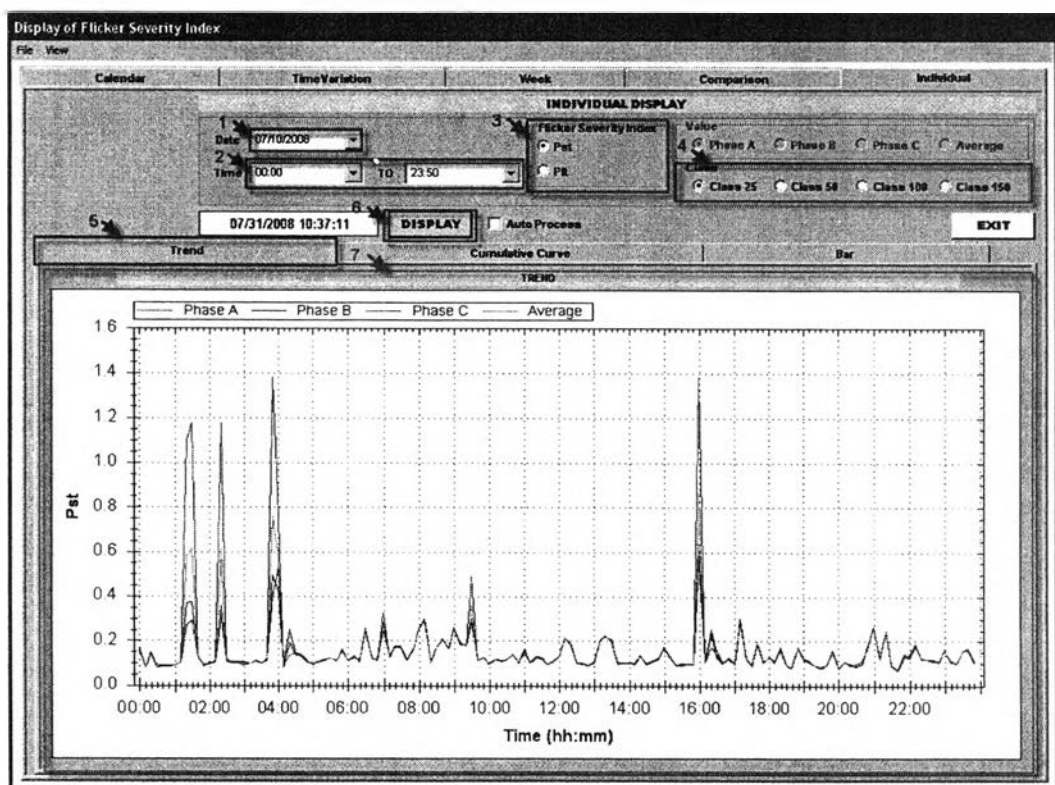 Display of Flicker Severity Index
File View
Calendar TimeVariation Week Comparison Individual
INDIVIDUAL DISPLAY
1 Date 07/10/2008
2 Time 00:00 TO 23:50
3 Flicker Severity Index
Pst
Plt
Value
Phase A Phase B Phase C Average
4
Class 25 Class 50 Class 100 Class 150
07/31/2008 10:37:11
6 DISPLAY
Auto Process
EXIT
5 Trend Cumulative Curve Bar
7 TREND
Phase A Phase B Phase C Average
Pst
1.6
1.4
1.2
1.0
0.8
0.6
0.4
0.2
0.0
00:00 02:00 04:00 06:00 08:00 10:00 12:00 14:00 16:00 18:00 20:00 22:00
Time (hh:mm)